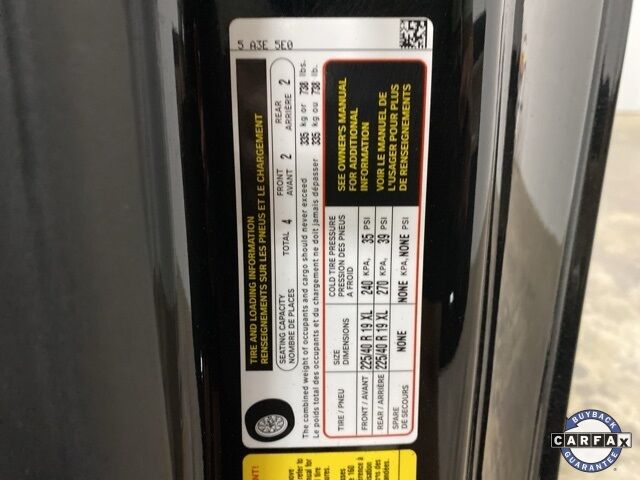 5 A3E 5E0
TIRE AND LOADING INFORMATION
RENSEIGNEMENTS SUR LES PNEUS ET LE CHARGEMENT
SEATING CAPACITY
NOMBRE DE PLACES
TOTAL 4
FRONT
AVANT 2
REAR
ARRIÈRE 2
The combined weight of occupants and cargo should never exceed 335 kg or 738 lbs.
Le poids total des occupants et du chargement ne doit jamais dépasser 335 kg ou 738 lb.
TIRE / PNEU
SIZE
DIMENSIONS
COLD TIRE PRESSURE
PRESSION DES PNEUS
A FROID
FRONT / AVANT 225/40 R 19 XL 240 KPA, 35 PSI
REAR / ARRIÈRE 225/40 R 19 XL 270 KPA, 39 PSI
SPARE
DE SECOURS
NONE NONE KPA, NONE PSI
SEE OWNER'S MANUAL
FOR ADDITIONAL
INFORMATION
VOIR LE MANUEL DE
L'USAGER POUR PLUS
DE RENSEIGNEMENTS
BUYBACK
CARFAX
GUARANTEE